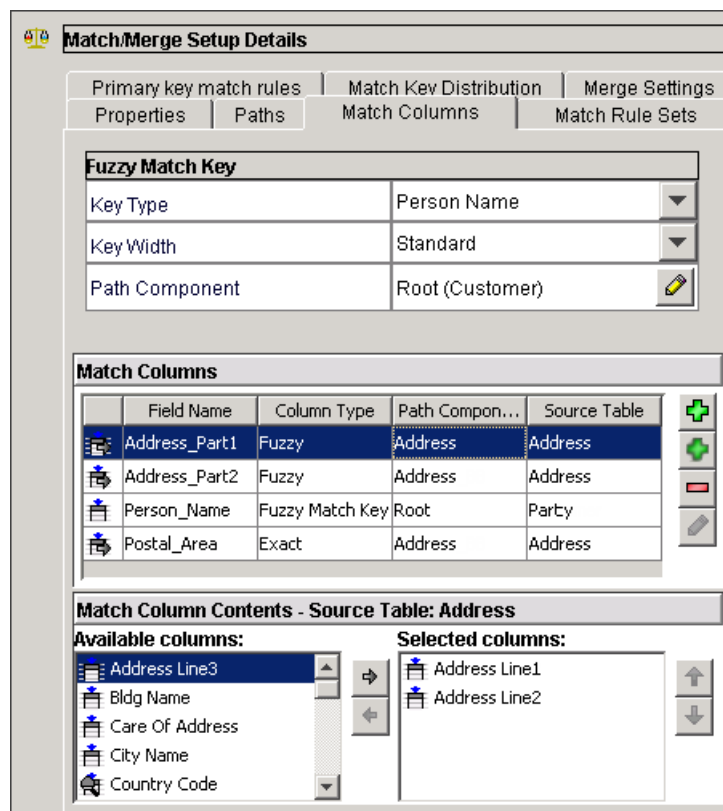 Match/Merge Setup Details
Primary key match rules Match Key Distribution Merge Settings
Properties Paths Match Columns Match Rule Sets
Fuzzy Match Key
Key Type Person Name
Key Width Standard
Path Component Root (Customer)
Match Columns
Field Name Column Type Path Compon... Source Table
Address_Part1 Fuzzy Address Address
Address_Part2 Fuzzy Address Address
Person_Name Fuzzy Match Key Root Party
Postal_Area Exact Address Address
Match Column Contents - Source Table: Address
Available columns: Selected columns:
Address Line3 Address Line1
Bldg Name Address Line2
Care Of Address
City Name
Country Code